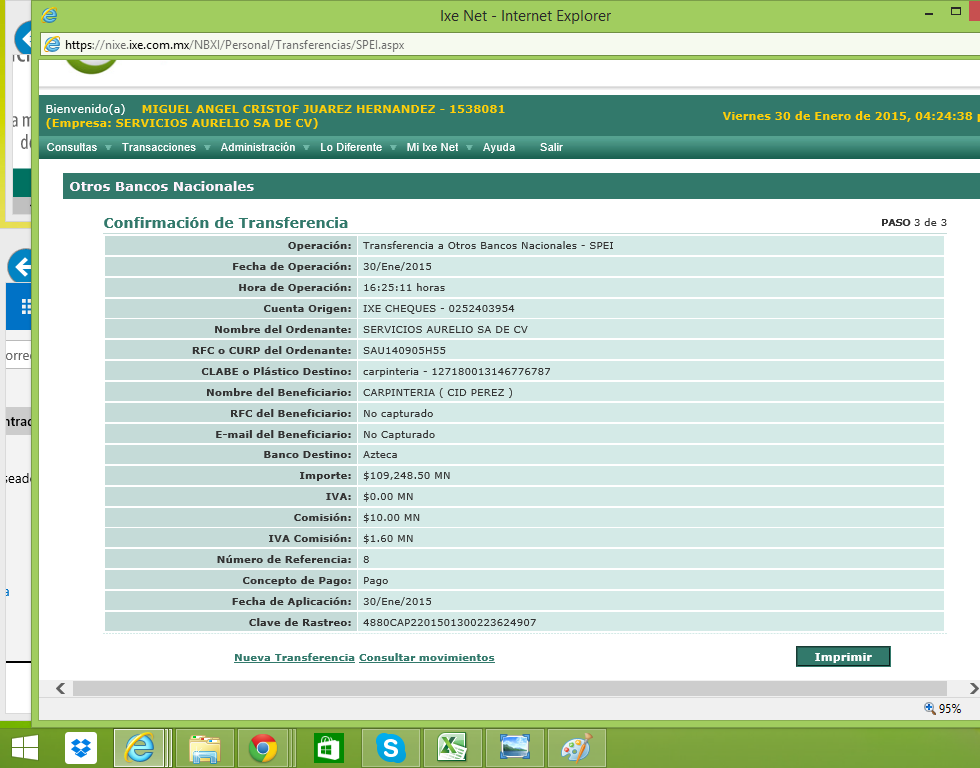 Ixe Net - Internet Explorer
https://nixe.ixe.com.mx/NBXI/Personal/Transferencias/SPEI.aspx
Bienvenido(a) MIGUEL ANGEL CRISTOF JUAREZ HERNANDEZ - 1538081
(Empresa: SERVICIOS AURELIO SA DE CV)
Viernes 30 de Enero de 2015, 04:24:38 p
Consultas Transacciones Administración Lo Diferente Mi Ixe Net Ayuda Salir
Otros Bancos Nacionales
Confirmación de Transferencia PASO 3 de 3
Operación: Transferencia a Otros Bancos Nacionales - SPEI
Fecha de Operación: 30/Ene/2015
Hora de Operación: 16:25:11 horas
Cuenta Origen: IXE CHEQUES - 0252403954
Nombre del Ordenante: SERVICIOS AURELIO SA DE CV
RFC o CURP del Ordenante: SAU140905H55
CLABE o Plástico Destino: carpinteria - 127180013146776787
Nombre del Beneficiario: CARPINTERIA ( CID PEREZ )
RFC del Beneficiario: No capturado
E-mail del Beneficiario: No Capturado
Banco Destino: Azteca
Importe: $109,248.50 MN
IVA: $0.00 MN
Comisión: $10.00 MN
IVA Comisión: $1.60 MN
Número de Referencia: 8
Concepto de Pago: Pago
Fecha de Aplicación: 30/Ene/2015
Clave de Rastreo: 4880CAP2201501300223624907
Nueva Transferencia Consultar movimientos Imprimir
95%